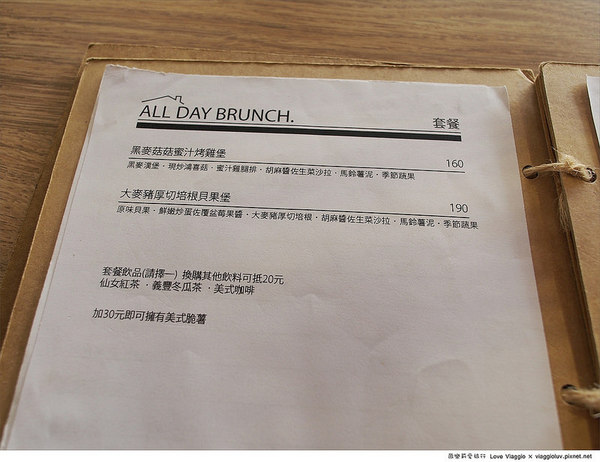 ALL DAY BRUNCH.
套餐
黑麥菇菇蜜汁烤雞堡 160
黑麥漢堡．現炒鴻喜菇．蜜汁雞腿排．胡麻醬佐生菜沙拉．馬鈴薯泥．季節蔬果
大麥豬厚切培根貝果堡 190
原味貝果．鮮嫩炒蛋佐覆盆莓果醬．大麥豬厚切培根．胡麻醬佐生菜沙拉．馬鈴薯泥．季節蔬果
套餐飲品(請擇一) 換購其他飲料可抵20元
仙女紅茶 ．義豐冬瓜茶 ．美式咖啡
加30元即可擁有美式脆薯
Love Viaggio × viaggioluv.pixnet.net